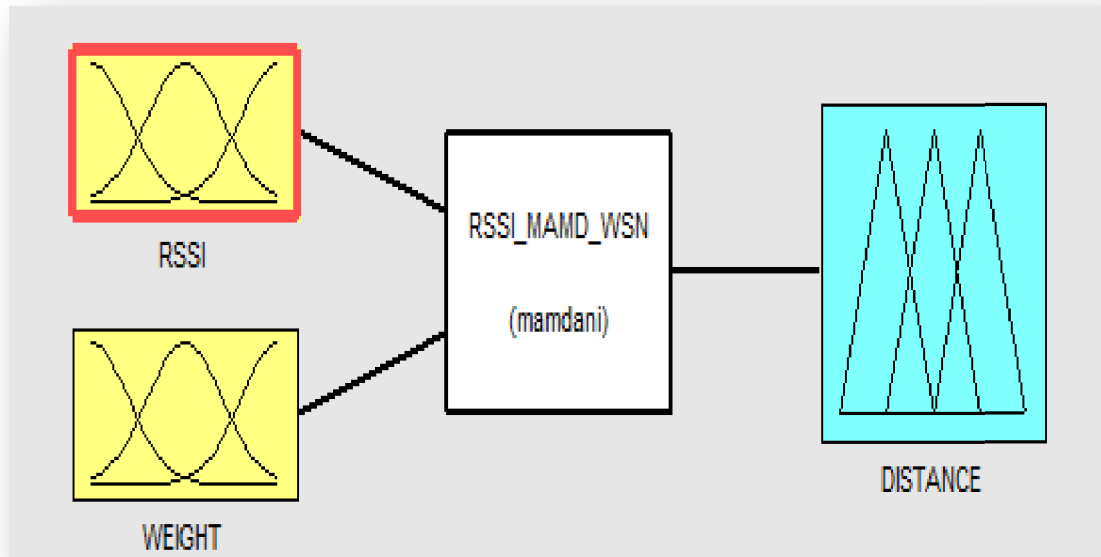 RSSI
RSSI_MAMD_WSN
(mamdani)
WEIGHT
DISTANCE